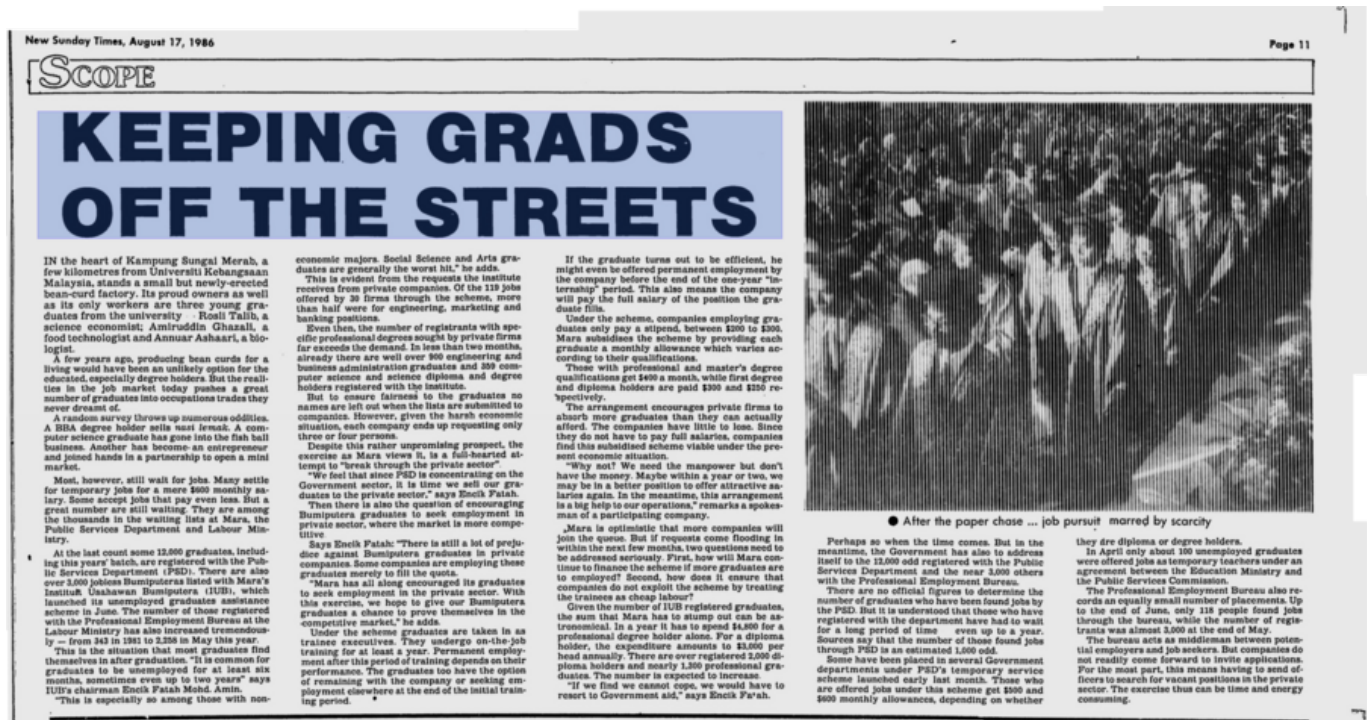 New Sunday Times, August 17, 1986
Page 11
SCOPE
KEEPING GRADS
OFF THE STREETS
IN the heart of Kampung Sungai Merab, a
few kilometres from Universiti Kebangsaan
Malaysia, stands a small but newly-erected
bean-curd factory. Its proud owners as well
as its only workers are three young gra-
duates from the university Rosli Talib, a
science economist; Amiruddin Ghazali, a
food technologist and Annuar Ashaari, a bio-
logist.
A few years ago, producing bean curds for a
living would have been an unlikely option for the
educated, especially degree holders. But the reali-
ties in the job market today pushes a great
number of graduates into occupations trades they
never dreamt of.
A random survey throws up numerous oddities.
A BBA degree holder sells nasi lemak. A com-
puter science graduate has gone into the fish ball
business. Another has become an entrepreneur
and joined hands in a partnership to open a mini
market.
Most, however, still wait for jobs. Many settle
for temporary jobs for a mere $600 monthly sa-
lary. Some accept jobs that pay even less. But a
great number are still waiting. They are among
the thousands in the waiting lists at Mara, the
Public Services Department and Labour Min-
istry.
At the last count some 12,000 graduates, includ-
ing this years' batch, are registered with the Pub-
lic Services Department (PSD). There are also
over 3,000 jobless Bumiputeras listed with Mara's
Institut Usahawan Bumiputera (IUB), which
launched its unemployed graduates assistance
scheme in June. The number of those registered
with the Professional Employment Bureau at the
Labour Ministry has also increased tremendous-
ly — from 343 in 1981 to 2,258 in May this year.
This is the situation that most graduates find
themselves in after graduation. "It is common for
graduates to be unemployed for at least six
months, sometimes even up to two years" says
IUB's chairman Encik Fatah Mohd. Amin.
"This is especially so among those with non-
economic majors. Social Science and Arts gra-
duates are generally the worst hit," he adds.
This is evident from the requests the institute
receives from private companies. Of the 119 jobs
offered by 30 firms through the scheme, more
than half were for engineering, marketing and
banking positions.
Even then, the number of registrants with spe-
cific professional degrees sought by private firms
far exceeds the demand. In less than two months,
already there are well over 900 engineering and
business administration graduates and 359 com-
puter science and science diploma and degree
holders registered with the institute.
But to ensure fairness to the graduates no
names are left out when the lists are submitted to
companies. However, given the harsh economic
situation, each company ends up requesting only
three or four persons.
Despite this rather unpromising prospect, the
exercise as Mara views it, is a full-hearted at-
tempt to "break through the private sector"
"We feel that since PSD is concentrating on the
Government sector, it is time we sell our gra-
duates to the private sector," says Encik Fatah.
Then there is also the question of encouraging
Bumiputera graduates to seek employment in
private sector, where the market is more compe-
titive
Says Encik Fatah: "There is still a lot of preju-
dice against Bumiputera graduates in private
companies. Some companies are employing these
graduates merely to fill the quota.
"Mara has all along encouraged its graduates
to seek employment in the private sector. With
this exercise, we hope to give our Bumiputera
graduates a chance to prove themselves in the
competitive market," he adds.
Under the scheme graduates are taken in as
trainee executives. They undergo on-the-job
training for at least a year. Permanent employ-
ment after this period of training depends on their
performance. The graduates too have the option
of remaining with the company or seeking em-
ployment elsewhere at the end of the initial train-
ing period.
If the graduate turns out to be efficient, he
might even be offered permanent employment by
the company before the end of the one-year "in-
ternship" period. This also means the company
will pay the full salary of the position the gra-
duate fills.
Under the scheme, companies employing gra-
duates only pay a stipend, between $200 to $300.
Mara subsidises the scheme by providing each
graduate a monthly allowance which varies ac-
cording to their qualifications.
Those with professional and master's degree
qualifications get $400 a month, while first degree
and diploma holders are paid $300 and $250 re-
spectively.
The arrangement encourages private firms to
absorb more graduates than they can actually
afford. The companies have little to lose. Since
they do not have to pay full salaries, companies
find this subsidised scheme viable under the pre-
sent economic situation.
"Why not? We need the manpower but don't
have the money. Maybe within a year or two, we
may be in a better position to offer attractive sa-
laries again. In the meantime, this arrangement
is a big help to our operations," remarks a spokes-
man of a participating company.
Mara is optimistic that more companies will
join the queue. But if requests come flooding in
within the next few months, two questions need to
be addressed seriously. First, how will Mara con-
tinue to finance the scheme if more graduates are
to employed? Second, how does it ensure that
companies do not exploit the scheme by treating
the trainees as cheap labour?
Given the number of IUB registered graduates,
the sum that Mara has to stump out can be as-
tronomical. In a year it has to spend $4,800 for a
professional degree holder alone. For a diploma
holder, the expenditure amounts to $3,000 per
head annually. There are over registered 2,000 di-
ploma holders and nearly 1,300 professional gra-
duates. The number is expected to increase.
"If we find we cannot cope, we would have to
resort to Government aid," says Encik Fatah.
● After the paper chase ... job pursuit marred by scarcity
Perhaps so when the time comes. But in the
meantime, the Government has also to address
itself to the 12,000 odd registered with the Public
Services Department and the near 3,000 others
with the Professional Employment Bureau.
There are no official figures to determine the
number of graduates who have been found jobs by
the PSD. But it is understood that those who have
registered with the department have had to wait
for a long period of time even up to a year.
Sources say that the number of those found jobs
through PSD is an estimated 1,000 odd.
Some have been placed in several Government
departments under PSD's temporary service
scheme launched early last month. Those who
are offered jobs under this scheme get $500 and
$600 monthly allowances, depending on whether
they are diploma or degree holders.
In April only about 100 unemployed graduates
were offered jobs as temporary teachers under an
agreement between the Education Ministry and
the Public Services Commission.
The Professional Employment Bureau also re-
cords an equally small number of placements. Up
to the end of June, only 118 people found jobs
through the bureau, while the number of regis-
trants was almost 3,000 at the end of May.
The bureau acts as middleman between poten-
tial employers and job seekers. But companies do
not readily come forward to invite applications.
For the most part, this means having to send of-
ficers to search for vacant positions in the private
sector. The exercise thus can be time and energy
consuming.